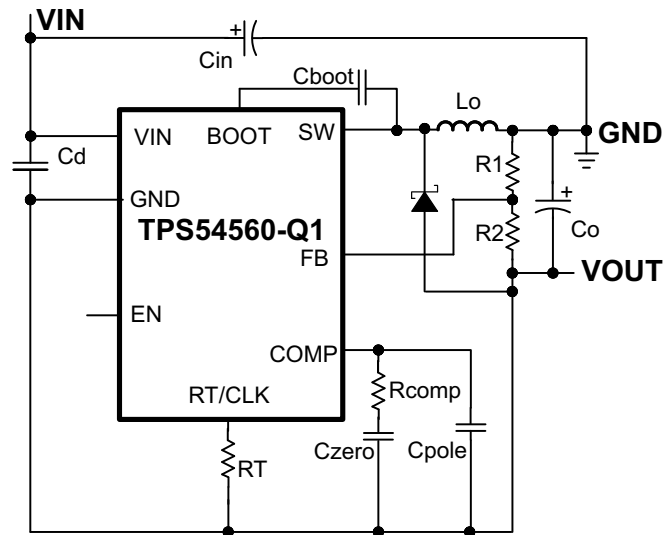 VIN
+
Cin
Cboot
Lo
VIN
BOOT
SW
GND
Cd
R1
GND
TPS54560-Q1
+
R2
Co
FB
VOUT
EN
COMP
RT/CLK
Rcomp
Czero
Cpole
RT